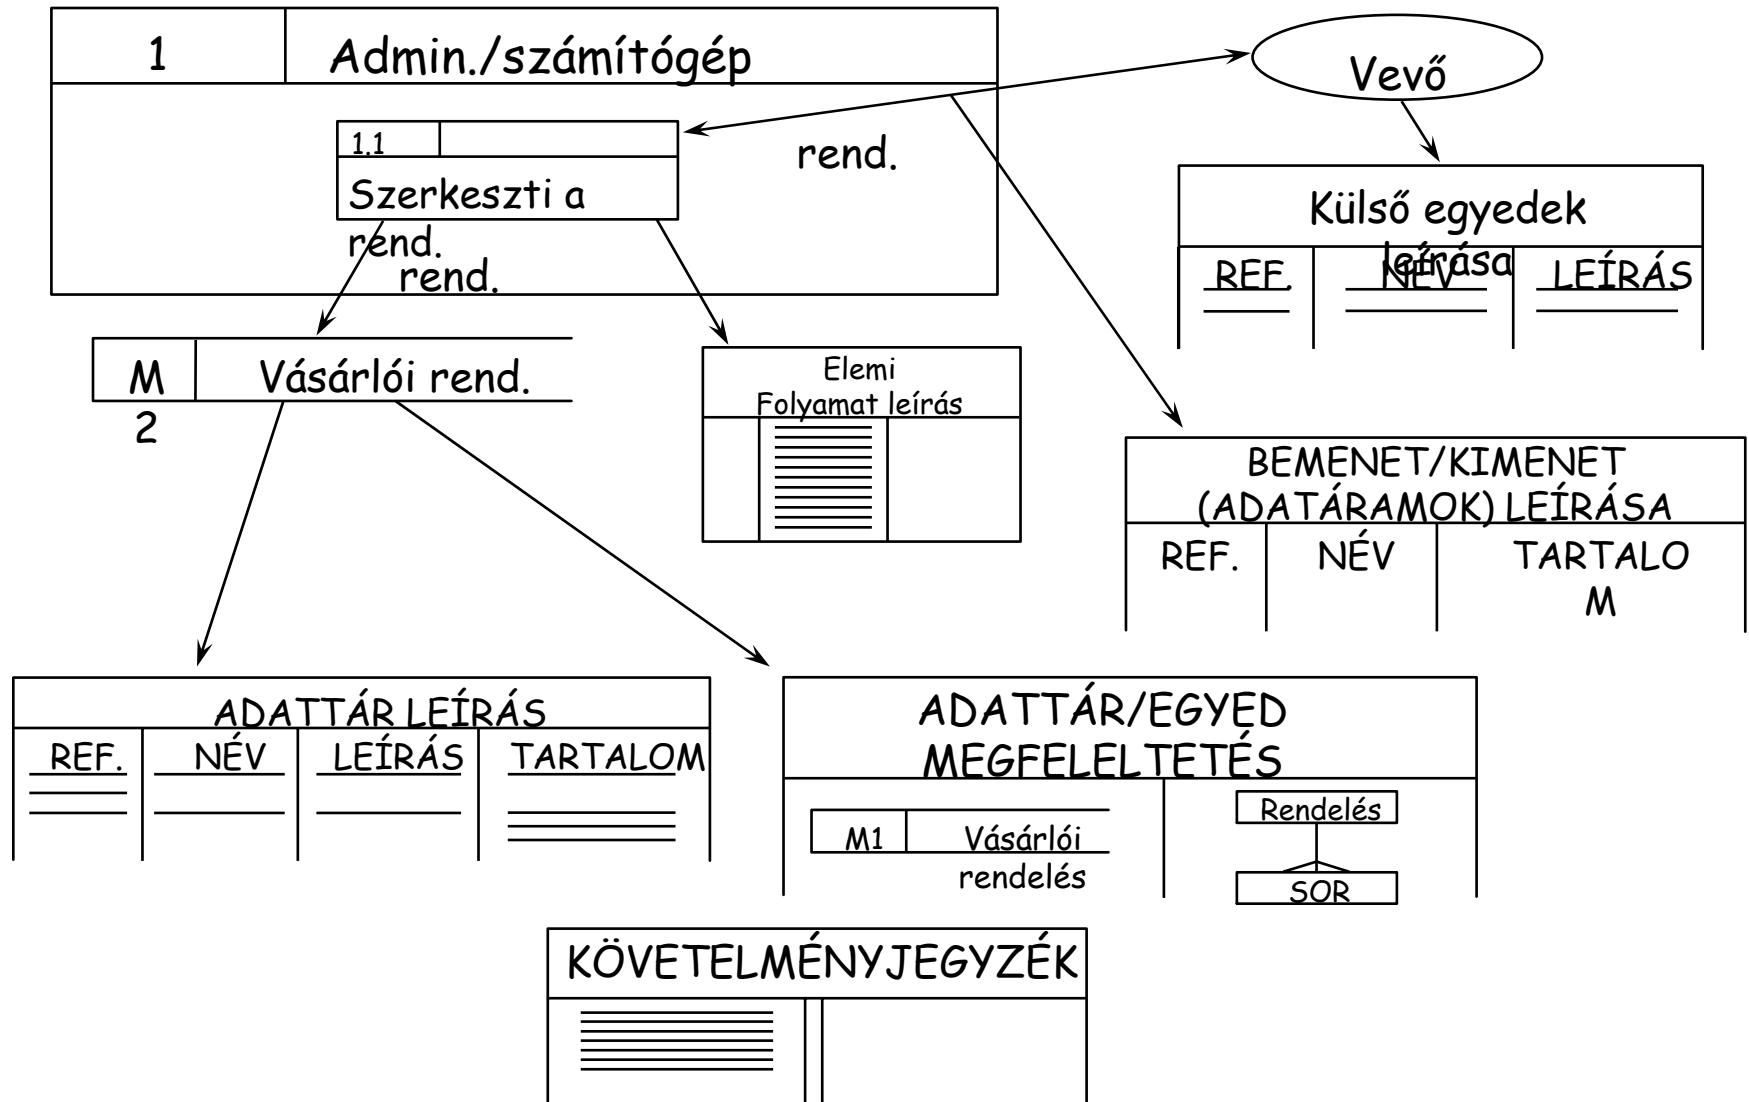 1
Admin./számítógép
Vevő
1.1
rend.
Szerkeszti a
rend.
rend.
Külső egyedek
leírása
REF.
NÉV
LEÍRÁS
M
2
Vásárlói rend.
Elemi
Folyamat leírás
BEMENET/KIMENET
(ADATÁRAMOK) LEÍRÁSA
REF.
NÉV
TARTALO
M
ADATTÁR LEÍRÁS
REF.
NÉV
LEÍRÁS
TARTALOM
ADATTÁR/EGYED
MEGFELELTETÉS
M1
Vásárlói
rendelés
Rendelés
SOR
KÖVETELMÉNYJEGYZÉK